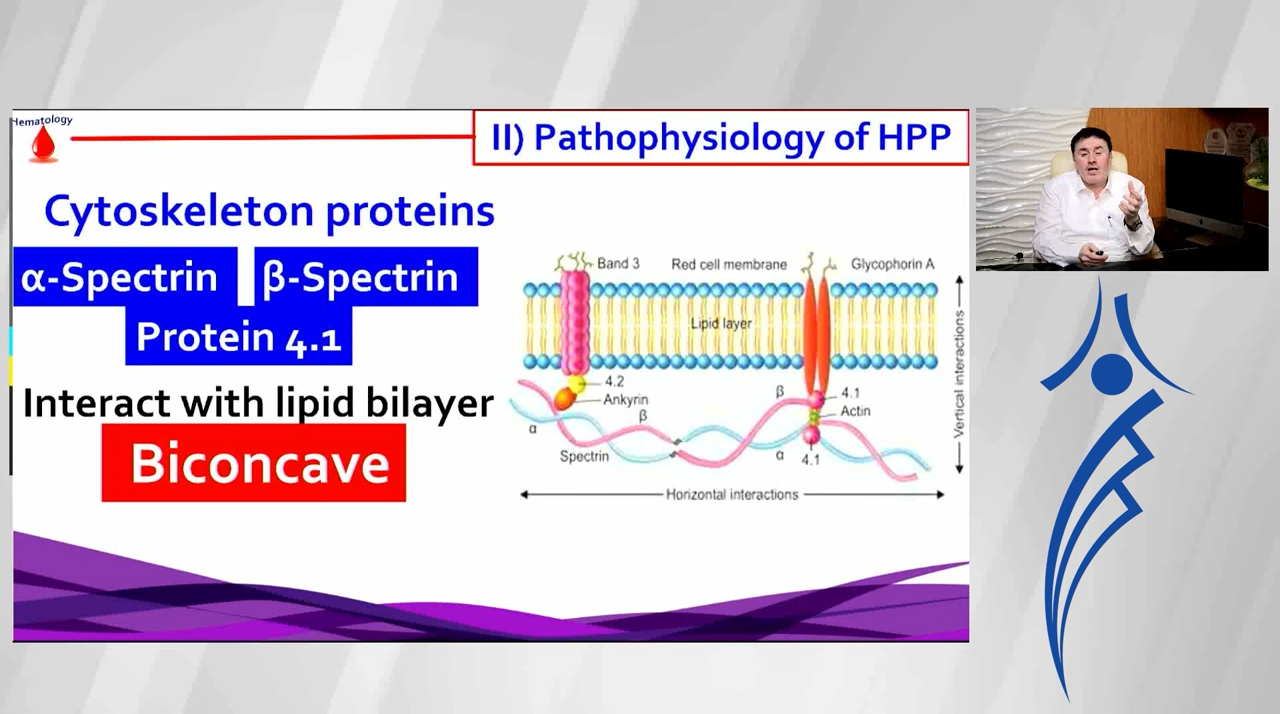 Hematology
II) Pathophysiology of HPP
Cytoskeleton proteins
α-Spectrin
β-Spectrin
Protein 4.1
Interact with lipid bilayer
Biconcave
Band 3
Red cell membrane
Glycophorin A
Lipid layer
4.2
Ankyrin
β
α
Spectrin
β
4.1
Actin
α
4.1
Vertical interactions
Horizontal interactions